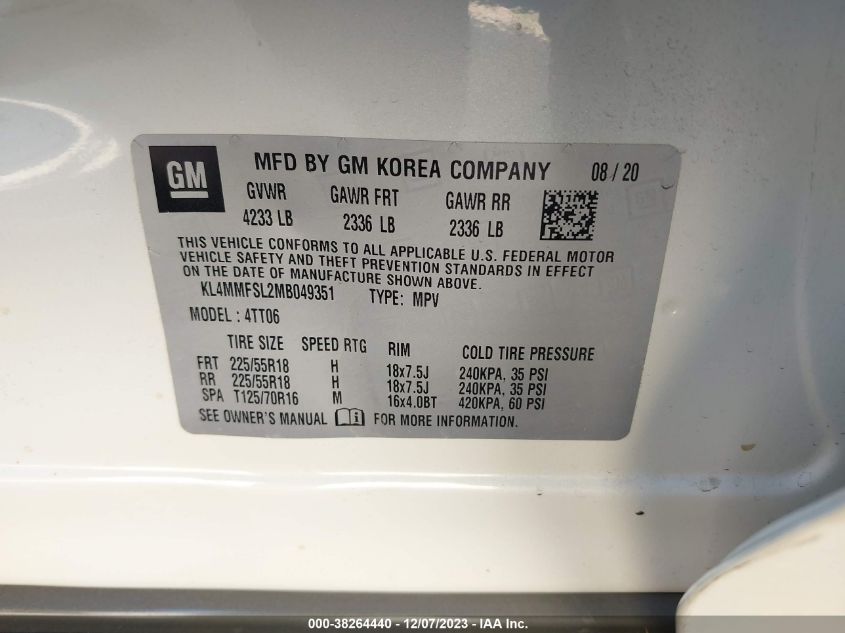 GM
MFD BY GM KOREA COMPANY 08 / 20
GVWR GAWR FRT GAWR RR
4233 LB 2336 LB 2336 LB
THIS VEHICLE CONFORMS TO ALL APPLICABLE U.S. FEDERAL MOTOR
VEHICLE SAFETY AND THEFT PREVENTION STANDARDS IN EFFECT
ON THE DATE OF MANUFACTURE SHOWN ABOVE.
KL4MMFSL2MB049351 TYPE: MPV
MODEL : 4TT06
TIRE SIZE SPEED RTG RIM COLD TIRE PRESSURE
FRT 225/55R18 H 18x7.5J 240KPA, 35 PSI
RR 225/55R18 H 18x7.5J 240KPA, 35 PSI
SPA T125/70R16 M 16x4.0BT 420KPA, 60 PSI
SEE OWNER'S MANUAL FOR MORE INFORMATION.
000-38264440 - 12/07/2023 - IAA Inc.